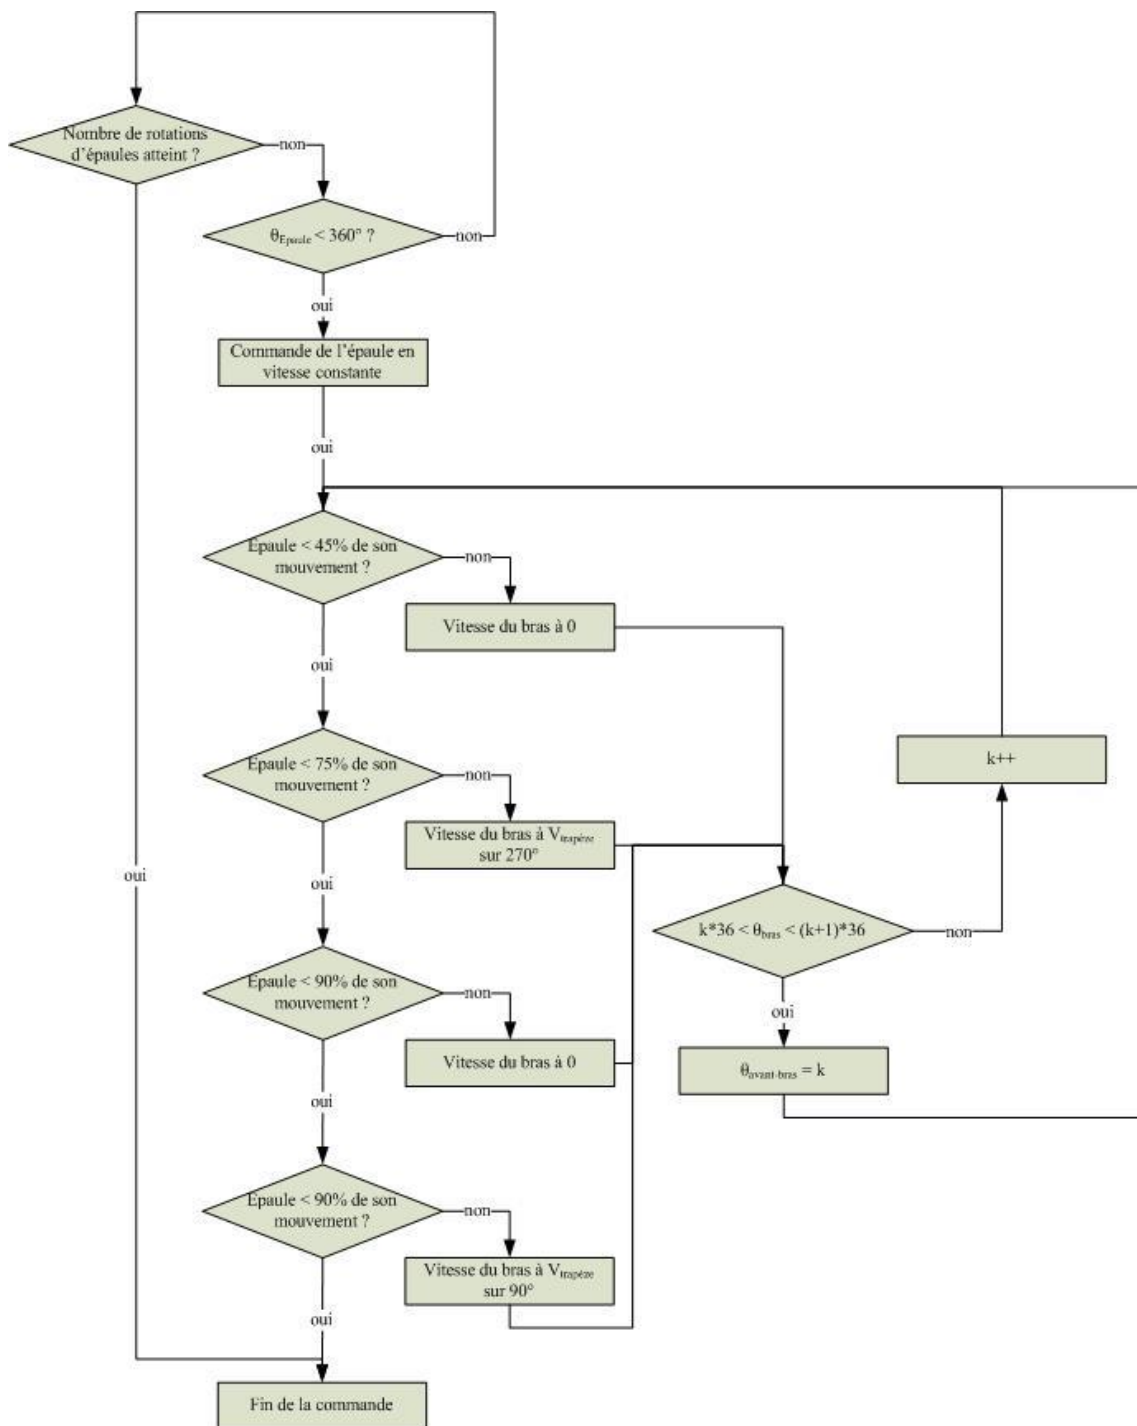 Nombre de rotations
d'épaules atteint ?
non
θEpaule < 360° ?
non
oui
Commande de l'épaule en
vitesse constante
oui
Epaule < 45% de son
mouvement ?
non
Vitesse du bras à 0
oui
Epaule < 75% de son
mouvement ?
non
k++
Vitesse du bras à Vtrapèze
sur 270°
oui
oui
k*36 < θbras < (k+1)*36
non
Epaule < 90% de son
mouvement ?
non
oui
Vitesse du bras à 0
θavant-bras = k
oui
Epaule < 90% de son
mouvement ?
non
Vitesse du bras à Vtrapèze
sur 90°
oui
Fin de la commande